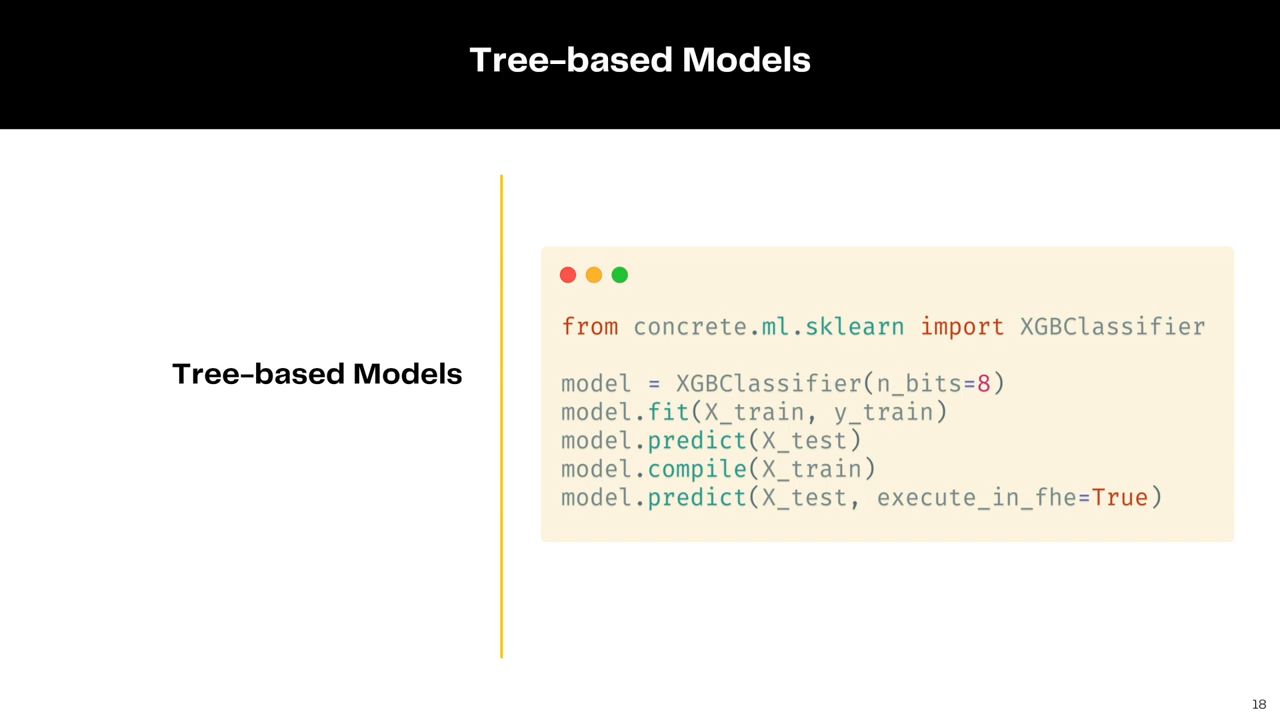 Tree-based Models
Tree-based Models
from concrete.ml.sklearn import XGBClassifier
model = XGBClassifier(n_bits=8)
model.fit(X_train, y_train)
model.predict(X_test)
model.compile(X_train)
model.predict(X_test, execute_in_fhe=True)
18